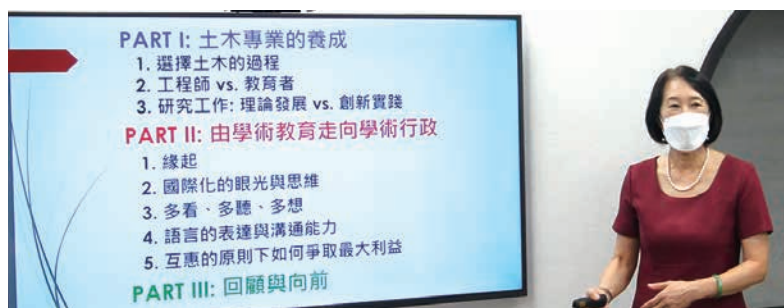 PART I: 土木專業的養成
1. 選擇土木的過程
2. 工程師 vs. 教育者
3. 研究工作: 理論發展 vs. 創新實踐
PART II: 由學術教育走向學術行政
1. 緣起
2. 國際化的眼光與思維
3. 多看、多聽、多想
4. 語言的表達與溝通能力
5. 互惠的原則下如何爭取最大利益
PART III: 回顧與向前